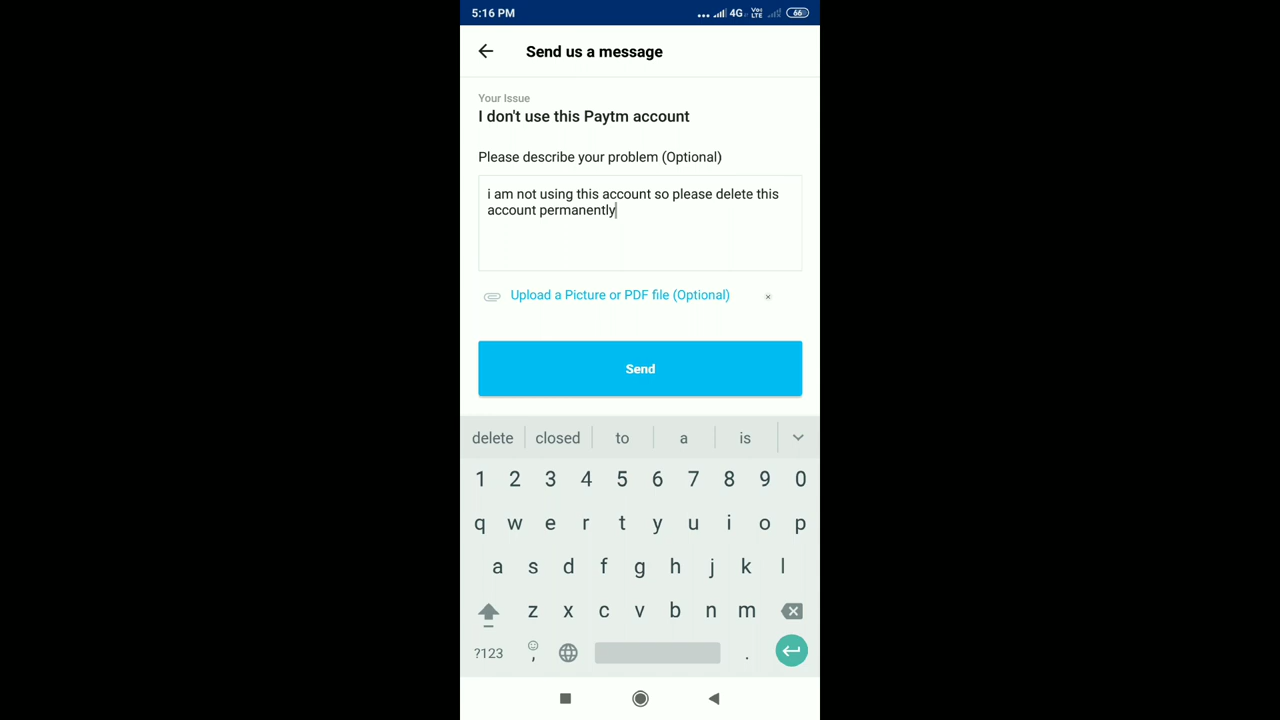 5:16 PM
4G
Vo)
LTE
66
Send us a message
Your Issue
I don't use this Paytm account
Please describe your problem (Optional)
i am not using this account so please delete this
account permanently
Upload a Picture or PDF file (Optional)
×
Send
delete closed to a is
1 2 3 4 5 6 7 8 9 0
q w e r t y u i o p
a s d f g h j k l
z x c v b n m
?123 , .